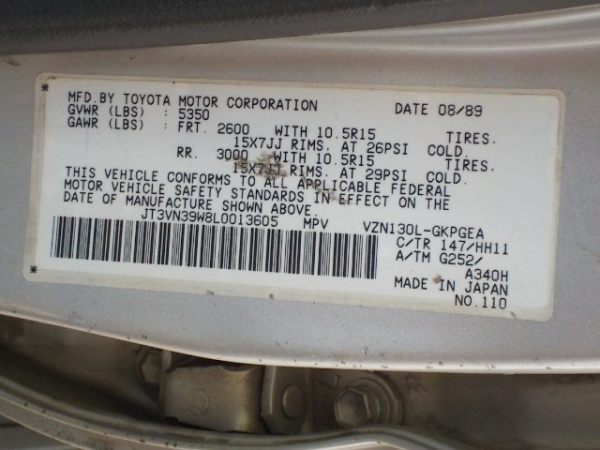 MFD.BY TOYOTA MOTOR CORPORATION DATE 08/89
GVWR (LBS) : 5350
GAWR (LBS) : FRT. 2600 WITH 10.5R15 TIRES.
15X7JJ RIMS. AT 26PSI COLD.
RR. 3000 WITH 10.5R15 TIRES.
15X7JJ RIMS. AT 29PSI COLD.
THIS VEHICLE CONFORMS TO ALL APPLICABLE FEDERAL
MOTOR VEHICLE SAFETY STANDARDS IN EFFECT ON THE
DATE OF MANUFACTURE SHOWN ABOVE.
JT3VN39W8L0013605 MPV VZN130L-GKPGEA
C/TR 147/HH11
A/TM G252/
A340H
MADE IN JAPAN
NO.110